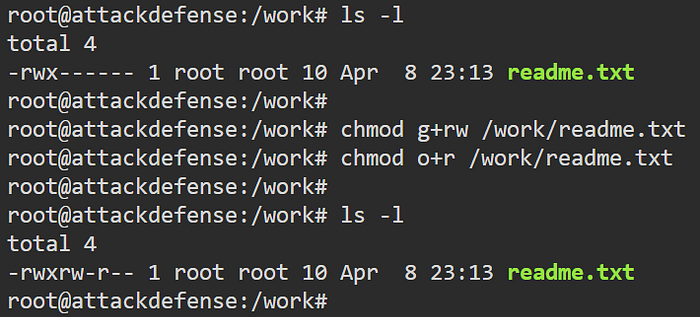 root@attackdefense:/work# ls -l
total 4
-rwx------ 1 root root 10 Apr  8 23:13 readme.txt
root@attackdefense:/work#
root@attackdefense:/work# chmod g+rw /work/readme.txt
root@attackdefense:/work# chmod o+r /work/readme.txt
root@attackdefense:/work#
root@attackdefense:/work# ls -l
total 4
-rwxrw-r-- 1 root root 10 Apr  8 23:13 readme.txt
root@attackdefense:/work#